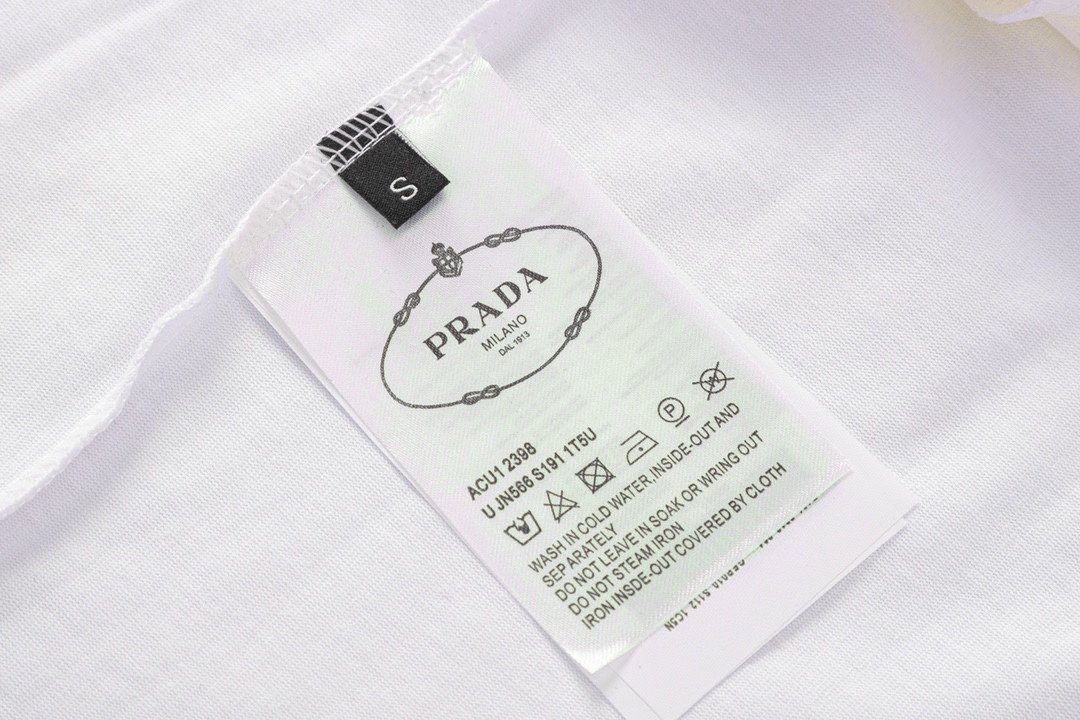 S
PRADA
MILANO
DAL 1913
ACU1 2398
U JN566 S191 1T5U
P
W
WASH IN COLD WATER,INSIDE-OUT AND
SEPARATELY
DO NOT LEAVE IN SOAK OR WRING OUT
DO NOT STEAM IRON
IRON INSDE-OUT COVERED BY CLOTH